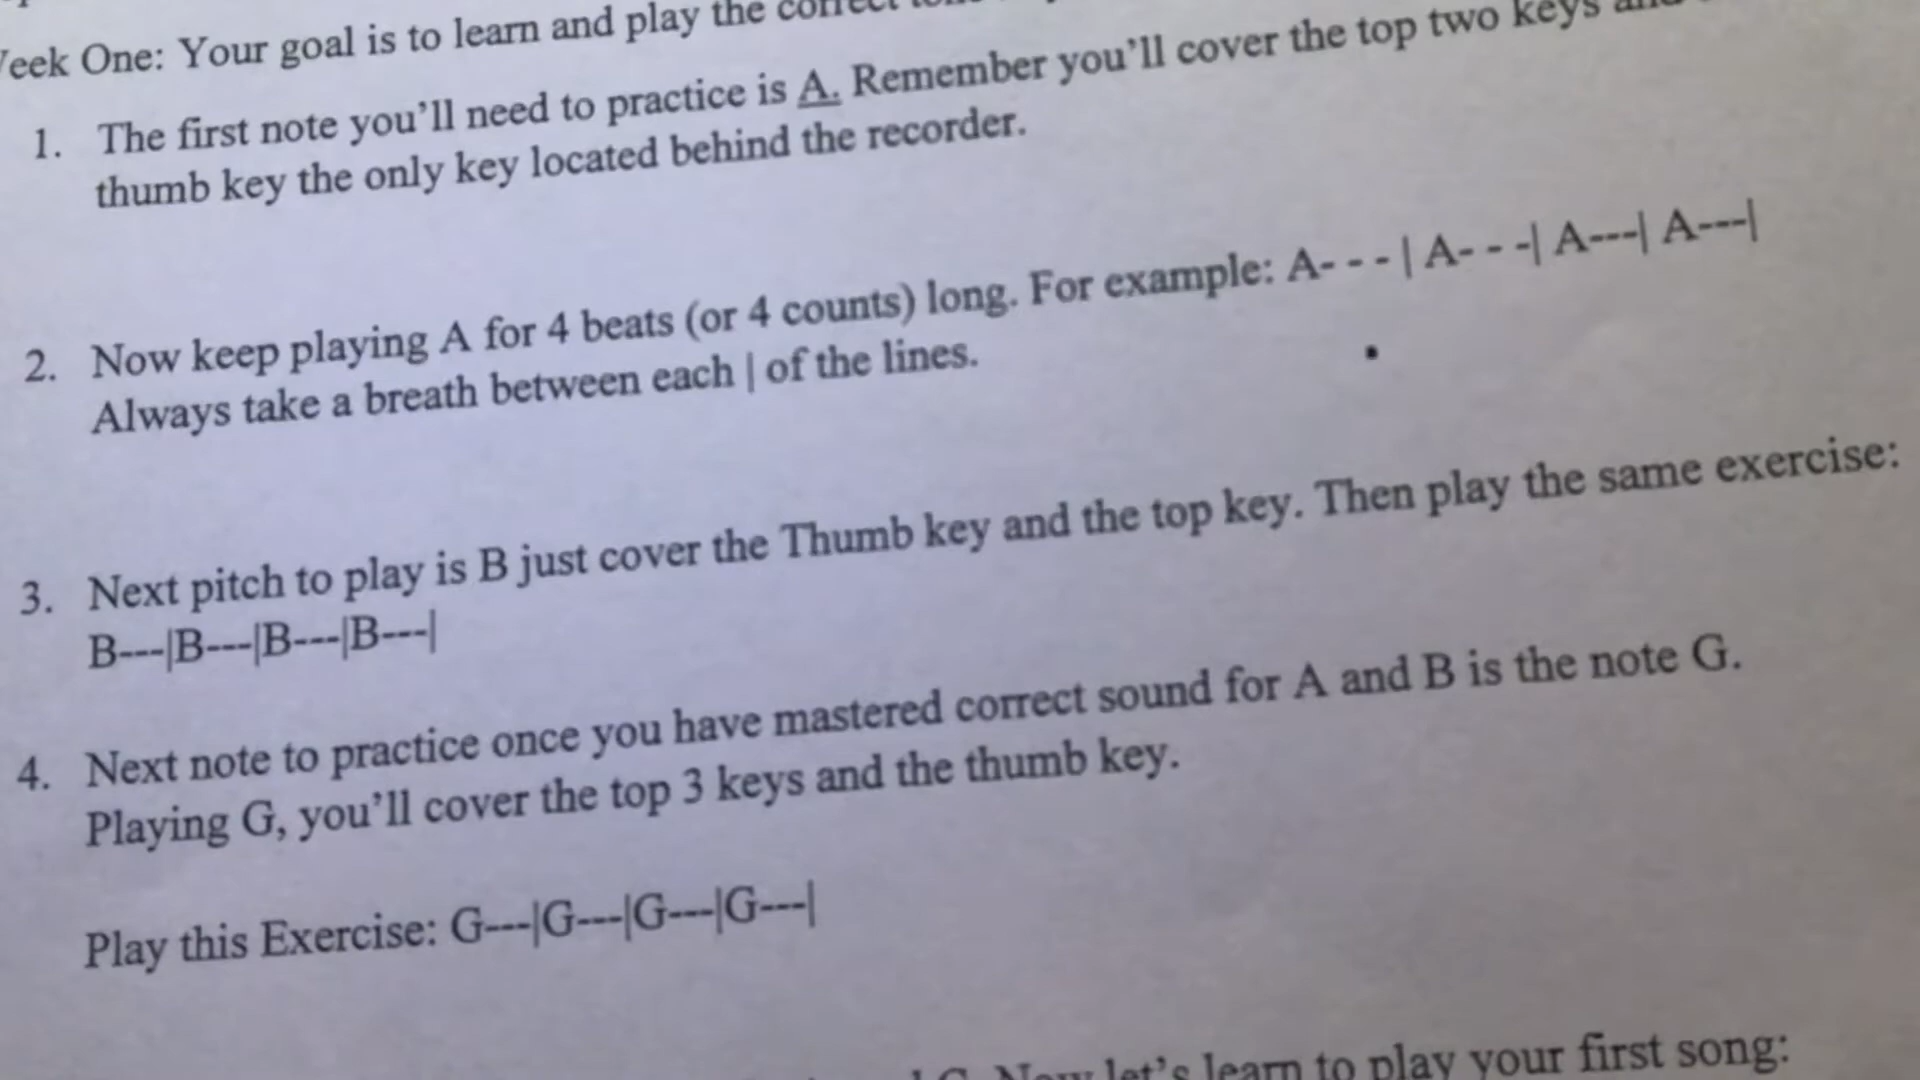 eek One: Your goal is to learn and play the correct
1. The first note you'll need to practice is A. Remember you'll cover the top two keys and
thumb key the only key located behind the recorder.
2. Now keep playing A for 4 beats (or 4 counts) long. For example: A- - - | A- - -| A---| A---|
Always take a breath between each | of the lines.
3. Next pitch to play is B just cover the Thumb key and the top key. Then play the same exercise:
B---|B---|B---|B---|
4. Next note to practice once you have mastered correct sound for A and B is the note G.
Playing G, you'll cover the top 3 keys and the thumb key.
Play this Exercise: G---|G---|G---|G---|
G. Now let's learn to play your first song: